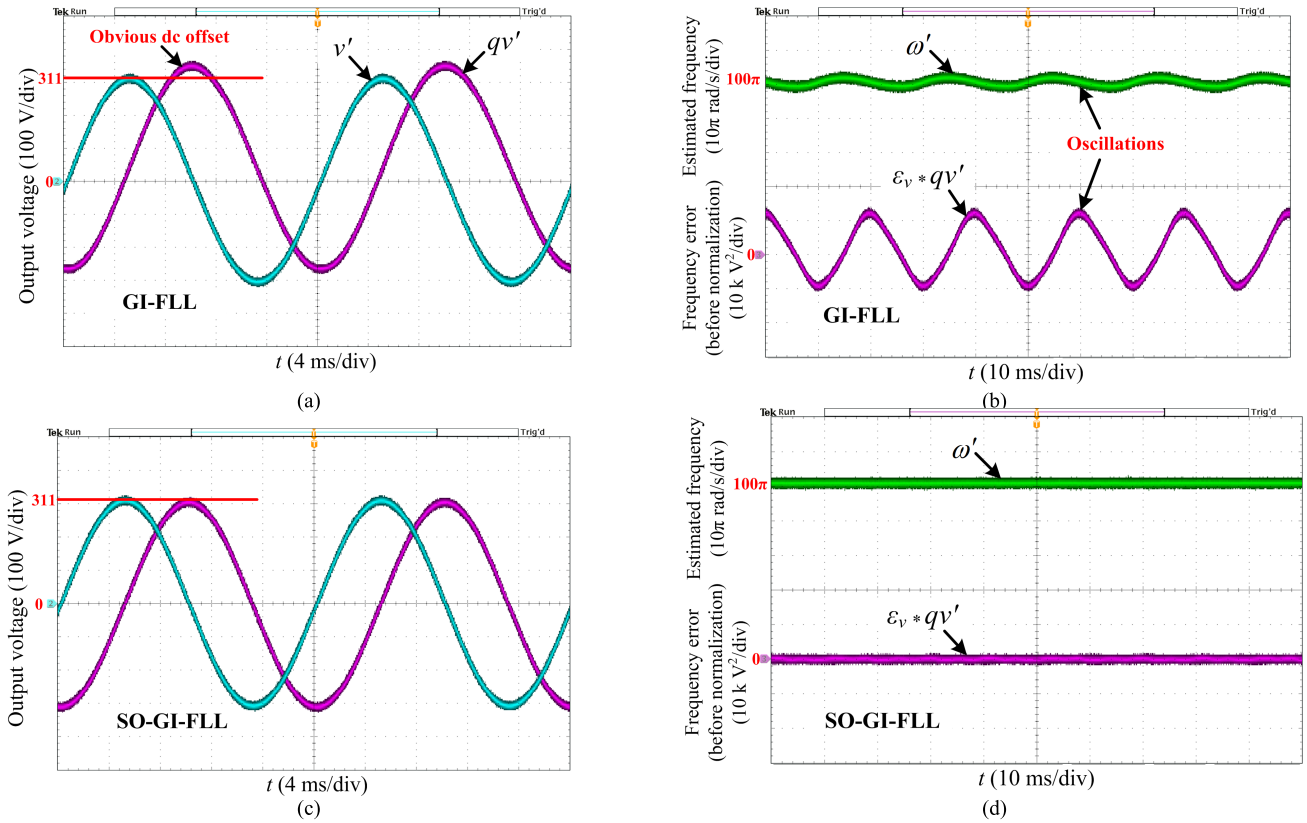 Tek Run
Trig'd
Obvious dc offset
v′
qv′
311
0
2
Output voltage (100 V/div)
GI-FLL
t (4 ms/div)
(a)
Tek Run
Trig'd
Estimated frequency
(10π rad/s/div)
100π
ω′
Oscillations
εv * qv′
Frequency error
(before normalization)
(10 k V²/div)
0
GI-FLL
t (10 ms/div)
(b)
Tek Run
Trig'd
311
0
2
Output voltage (100 V/div)
SO-GI-FLL
t (4 ms/div)
(c)
Tek Run
Trig'd
Estimated frequency
(10π rad/s/div)
100π
ω′
εv * qv′
Frequency error
(before normalization)
(10 k V²/div)
0
SO-GI-FLL
t (10 ms/div)
(d)